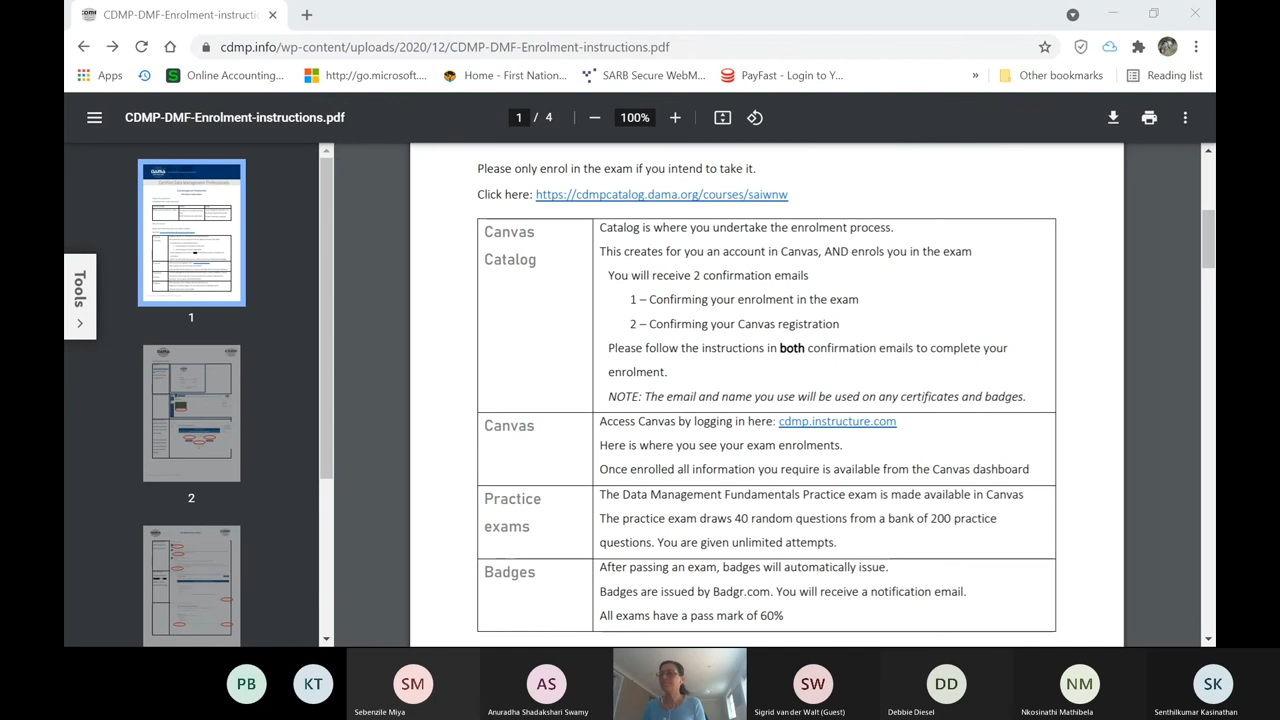 CDMP-DMF-Enrolment-instructi
cdmp.info/wp-content/uploads/2020/12/CDMP-DMF-Enrolment-instructions.pdf
Apps
Online Accounting...
http://go.microsoft....
Home - First Nation...
SARB Secure WebM...
PayFast - Login to Y...
»
Other bookmarks
Reading list
CDMP-DMF-Enrolment-instructions.pdf
1 / 4
100%
Please only enrol in the exam if you intend to take it.
Click here: https://cdmpcatalog.dama.org/courses/saiwnw
Canvas
Catalog
Catalog is where you undertake the enrolment process.
This creates for you an account in Canvas, AND enrols you in the exam
You will receive 2 confirmation emails
1 – Confirming your enrolment in the exam
2 – Confirming your Canvas registration
Please follow the instructions in both confirmation emails to complete your
enrolment.
NOTE: The email and name you use will be used on any certificates and badges.
Canvas
Access Canvas by logging in here: cdmp.instructure.com
Here is where you see your exam enrolments.
Once enrolled all information you require is available from the Canvas dashboard
Practice
exams
The Data Management Fundamentals Practice exam is made available in Canvas
The practice exam draws 40 random questions from a bank of 200 practice
questions. You are given unlimited attempts.
Badges
After passing an exam, badges will automatically issue.
Badges are issued by Badgr.com. You will receive a notification email.
All exams have a pass mark of 60%
Tools
1
2
PB
KT
SM
Sebenzile Miya
AS
Anuradha Shadakshari Swamy
SW
Sigrid van der Walt (Guest)
DD
Debbie Diesel
NM
Nkosinathi Mathibela
SK
Senthilkumar Kasinathan